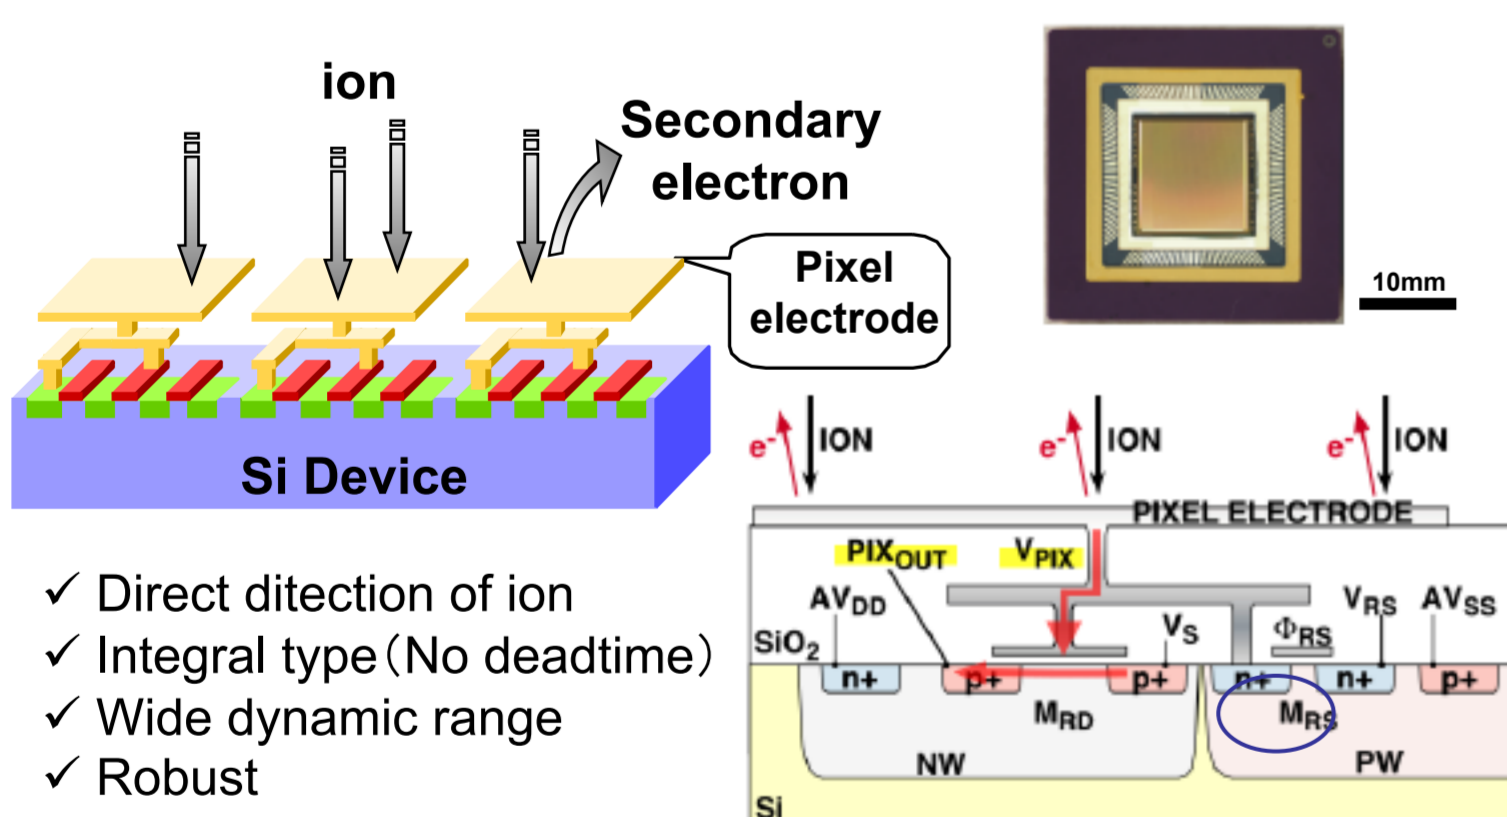 ion
Secondary
electron
Pixel
electrode
Si Device
10mm
✓ Direct ditection of ion
✓ Integral type（No deadtime）
✓ Wide dynamic range
✓ Robust
e- ION e- ION e- ION
PIXEL ELECTRODE
PIXOUT VPIX
AVDD VS ΦRS VRS AVSS
SiO2
n+ p+ p+ n+ n+ p+
MRD MRS
NW PW
Si